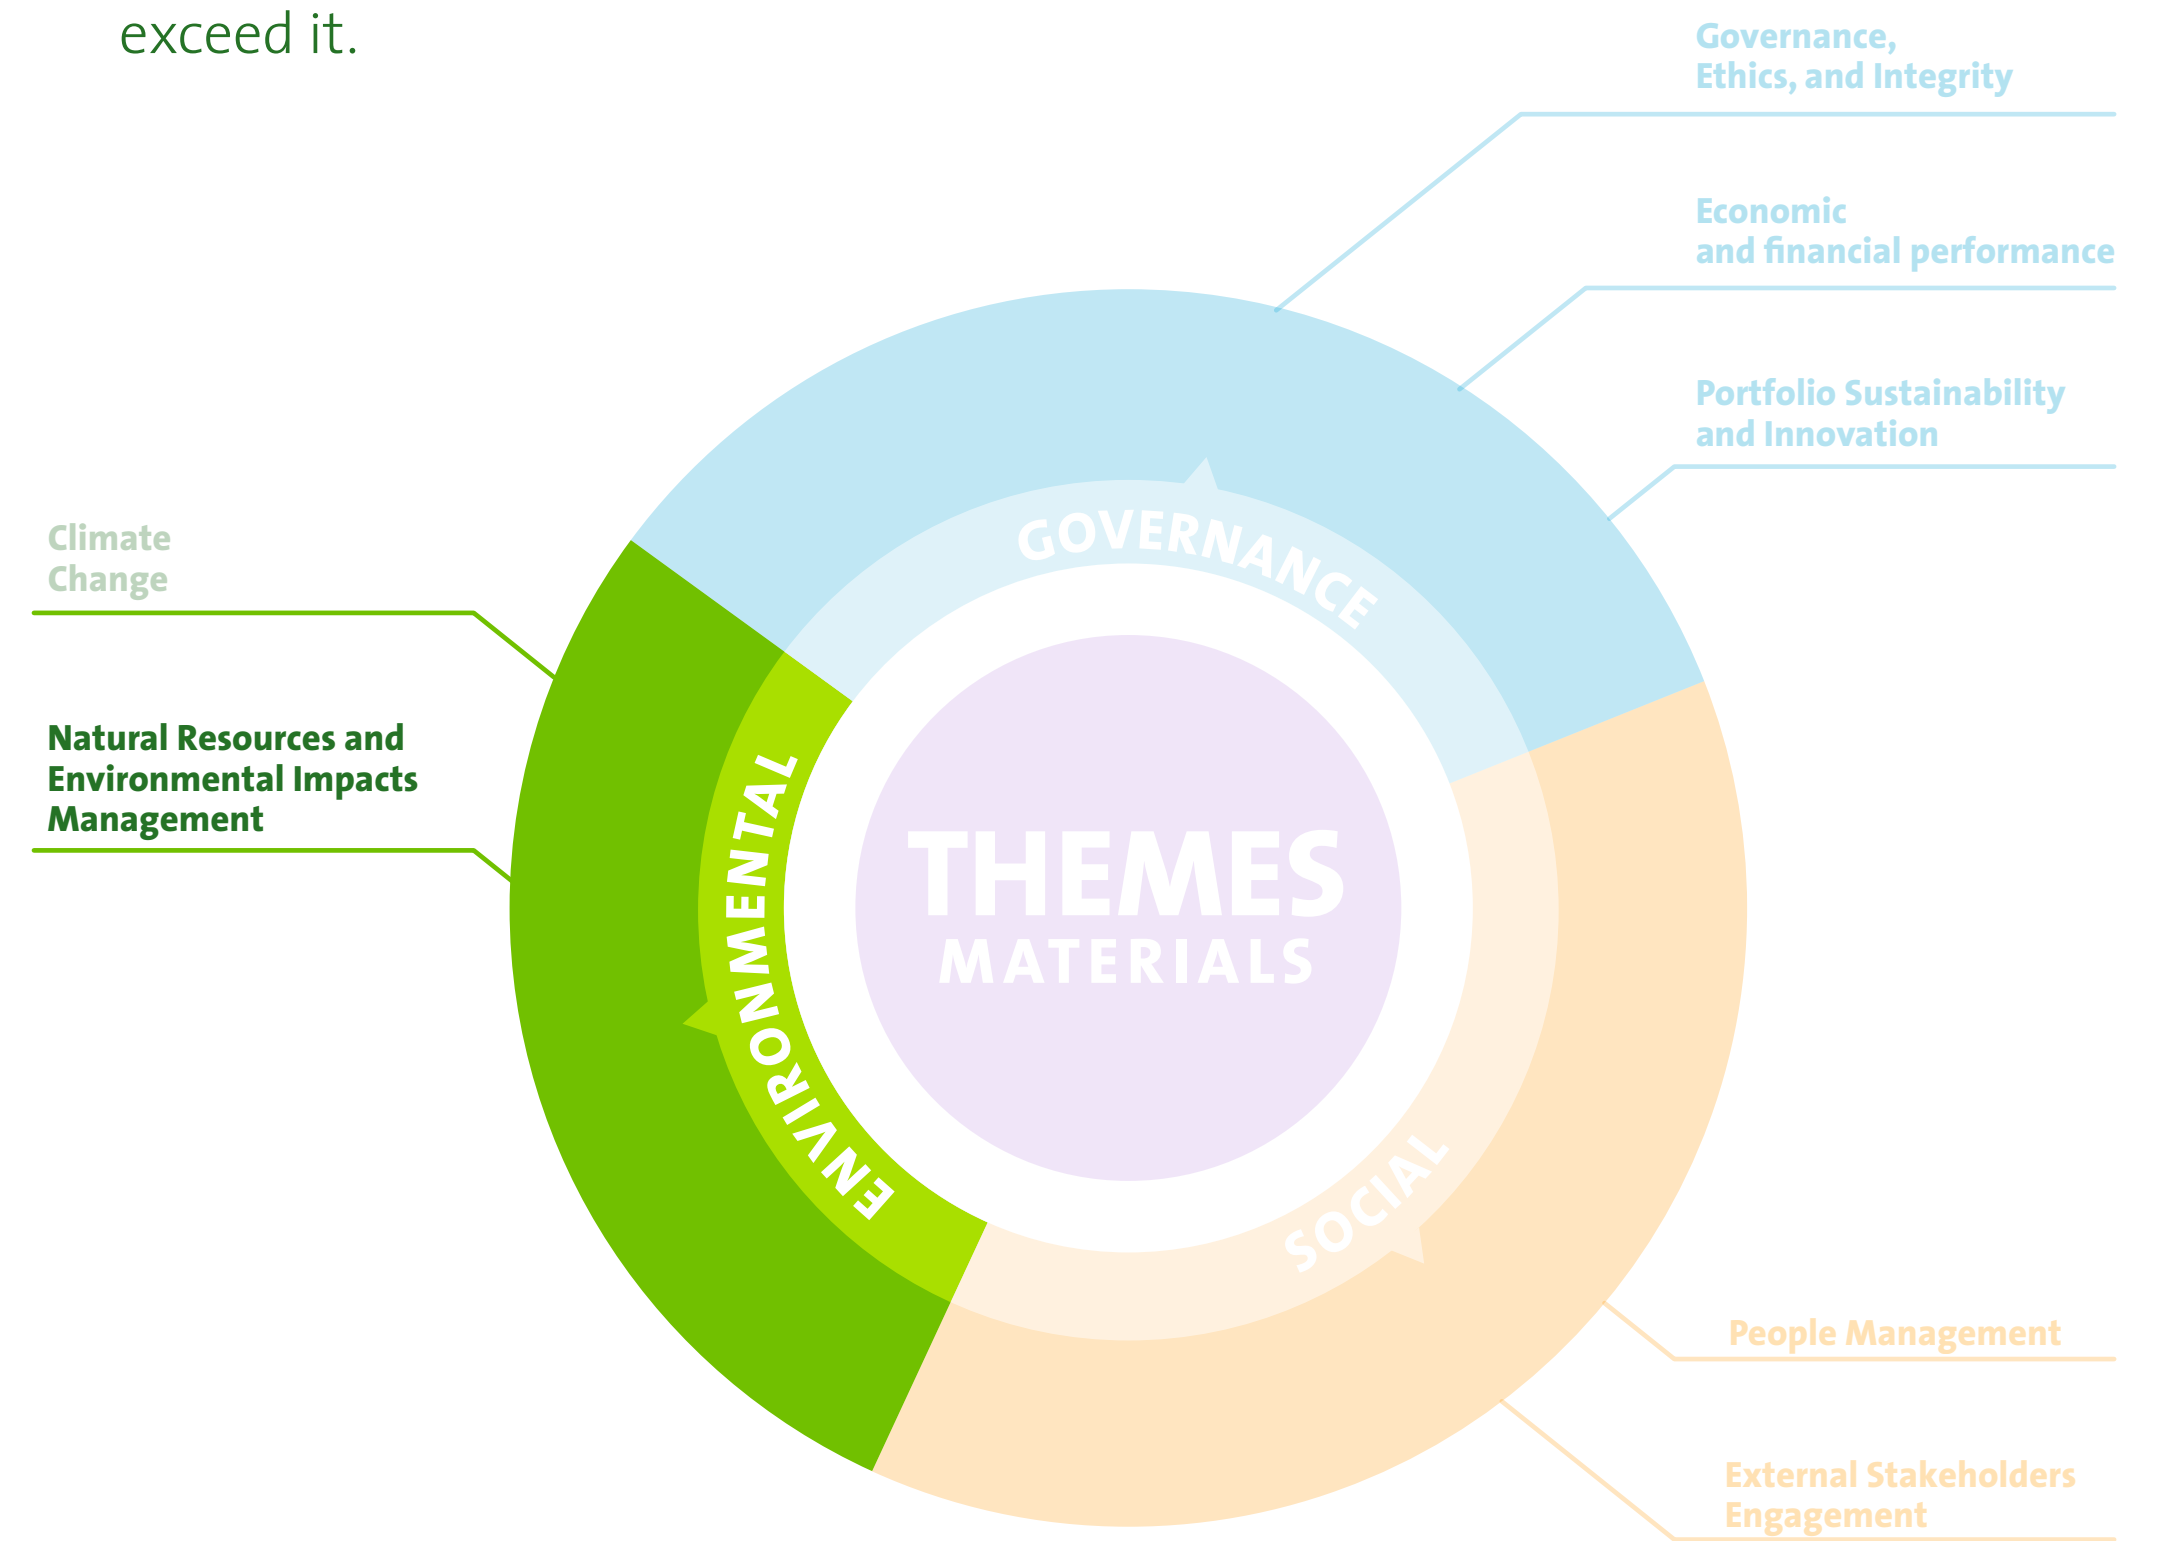 exceed it.
Governance,
Ethics, and Integrity
Economic
and financial performance
Portfolio Sustainability
and Innovation
Climate
Change
Natural Resources and
Environmental Impacts
Management
GOVERNANCE
ENVIRONMENTAL
THEMES
MATERIALS
SOCIAL
People Management
External Stakeholders
Engagement